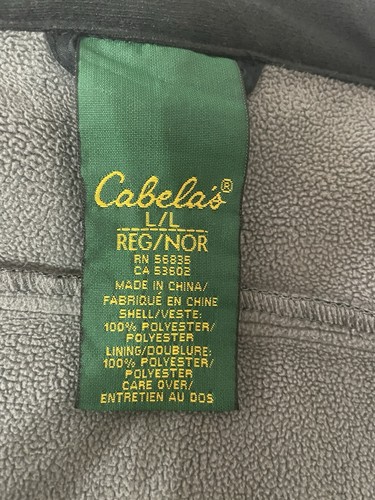 Cabela's®
L/L
REG/NOR
RN 56835
CA 53602
MADE IN CHINA/
FABRIQUÉ EN CHINE
SHELL/VESTE:
100% POLYESTER/
POLYESTER
LINING/DOUBLURE:
100% POLYESTER/
POLYESTER
CARE OVER/
ENTRETIEN AU DOS